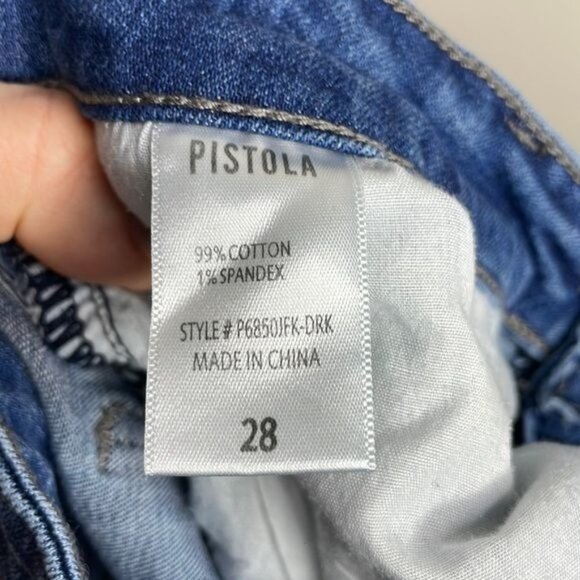 PISTOLA
99% COTTON
1% SPANDEX
STYLE # P6850JFK-DRK
MADE IN CHINA
28